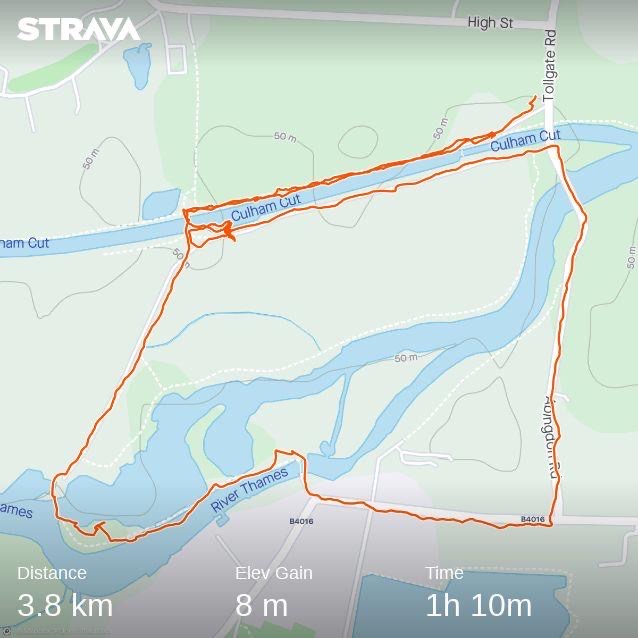 STRAVA
High St
Tollgate Rd
50 m
50 m
50 m
Culham Cut
Culham Cut
ham Cut
50 m
50 m
50 m
Abingdon Rd
River Thames
ames
B4016
B4016
Distance
Elev Gain
Time
3.8 km
8 m
1h 10m